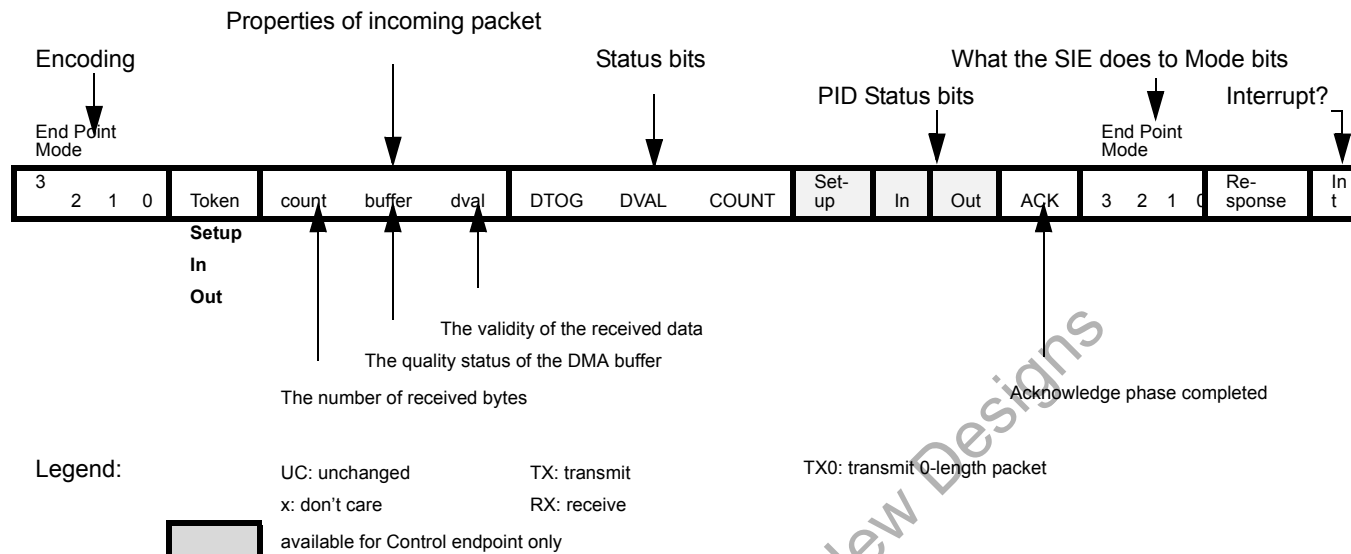 Properties of incoming packet
Encoding
Status bits
What the SIE does to Mode bits
PID Status bits
Interrupt?
End Point
Mode
End Point
Mode
3 2 1 0 Token count buffer dval DTOG DVAL COUNT Set-
up In Out ACK 3 2 1 0 Re-
sponse In
t
Setup
In
Out
The validity of the received data
The quality status of the DMA buffer
The number of received bytes
Acknowledge phase completed
Legend:
UC: unchanged TX: transmit TX0: transmit 0-length packet
x: don't care RX: receive
available for Control endpoint only
New Designs